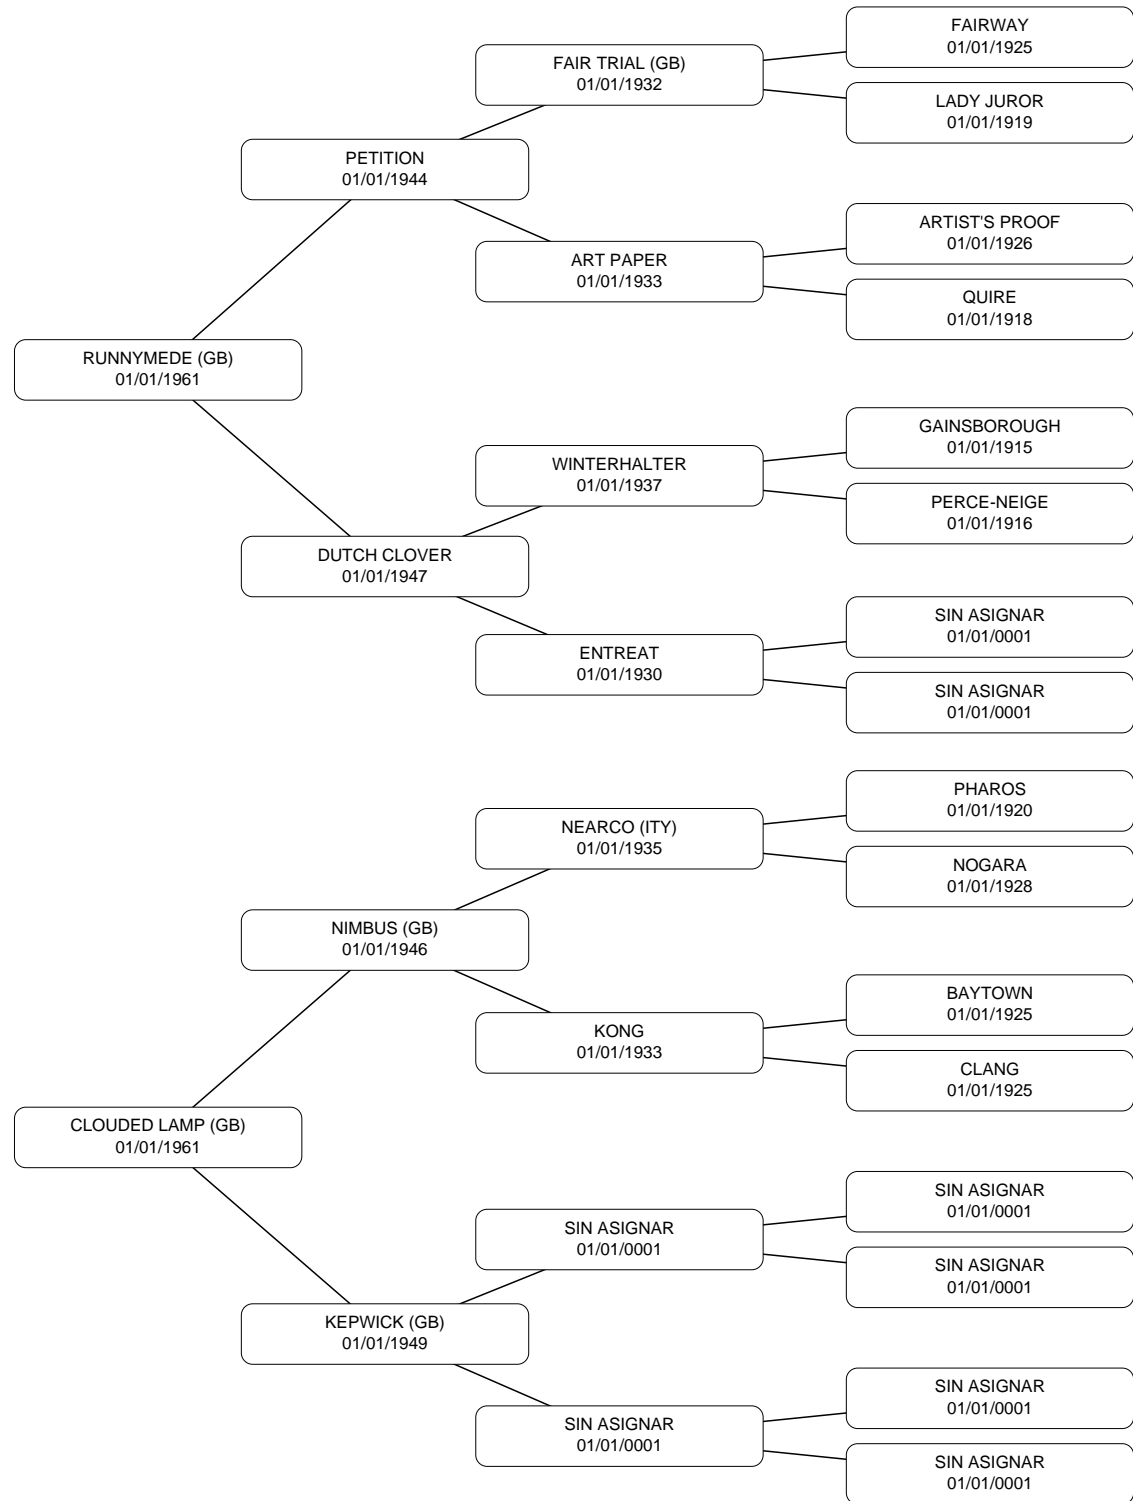 FAIRWAY
01/01/1925
FAIR TRIAL (GB)
01/01/1932
LADY JUROR
01/01/1919
PETITION
01/01/1944
ARTIST'S PROOF
01/01/1926
ART PAPER
01/01/1933
QUIRE
01/01/1918
RUNNYMEDE (GB)
01/01/1961
GAINSBOROUGH
01/01/1915
WINTERHALTER
01/01/1937
PERCE-NEIGE
01/01/1916
DUTCH CLOVER
01/01/1947
SIN ASIGNAR
01/01/0001
ENTREAT
01/01/1930
SIN ASIGNAR
01/01/0001
PHAROS
01/01/1920
NEARCO (ITY)
01/01/1935
NOGARA
01/01/1928
NIMBUS (GB)
01/01/1946
BAYTOWN
01/01/1925
KONG
01/01/1933
CLANG
01/01/1925
CLOUDED LAMP (GB)
01/01/1961
SIN ASIGNAR
01/01/0001
SIN ASIGNAR
01/01/0001
SIN ASIGNAR
01/01/0001
KEPWICK (GB)
01/01/1949
SIN ASIGNAR
01/01/0001
SIN ASIGNAR
01/01/0001
SIN ASIGNAR
01/01/0001